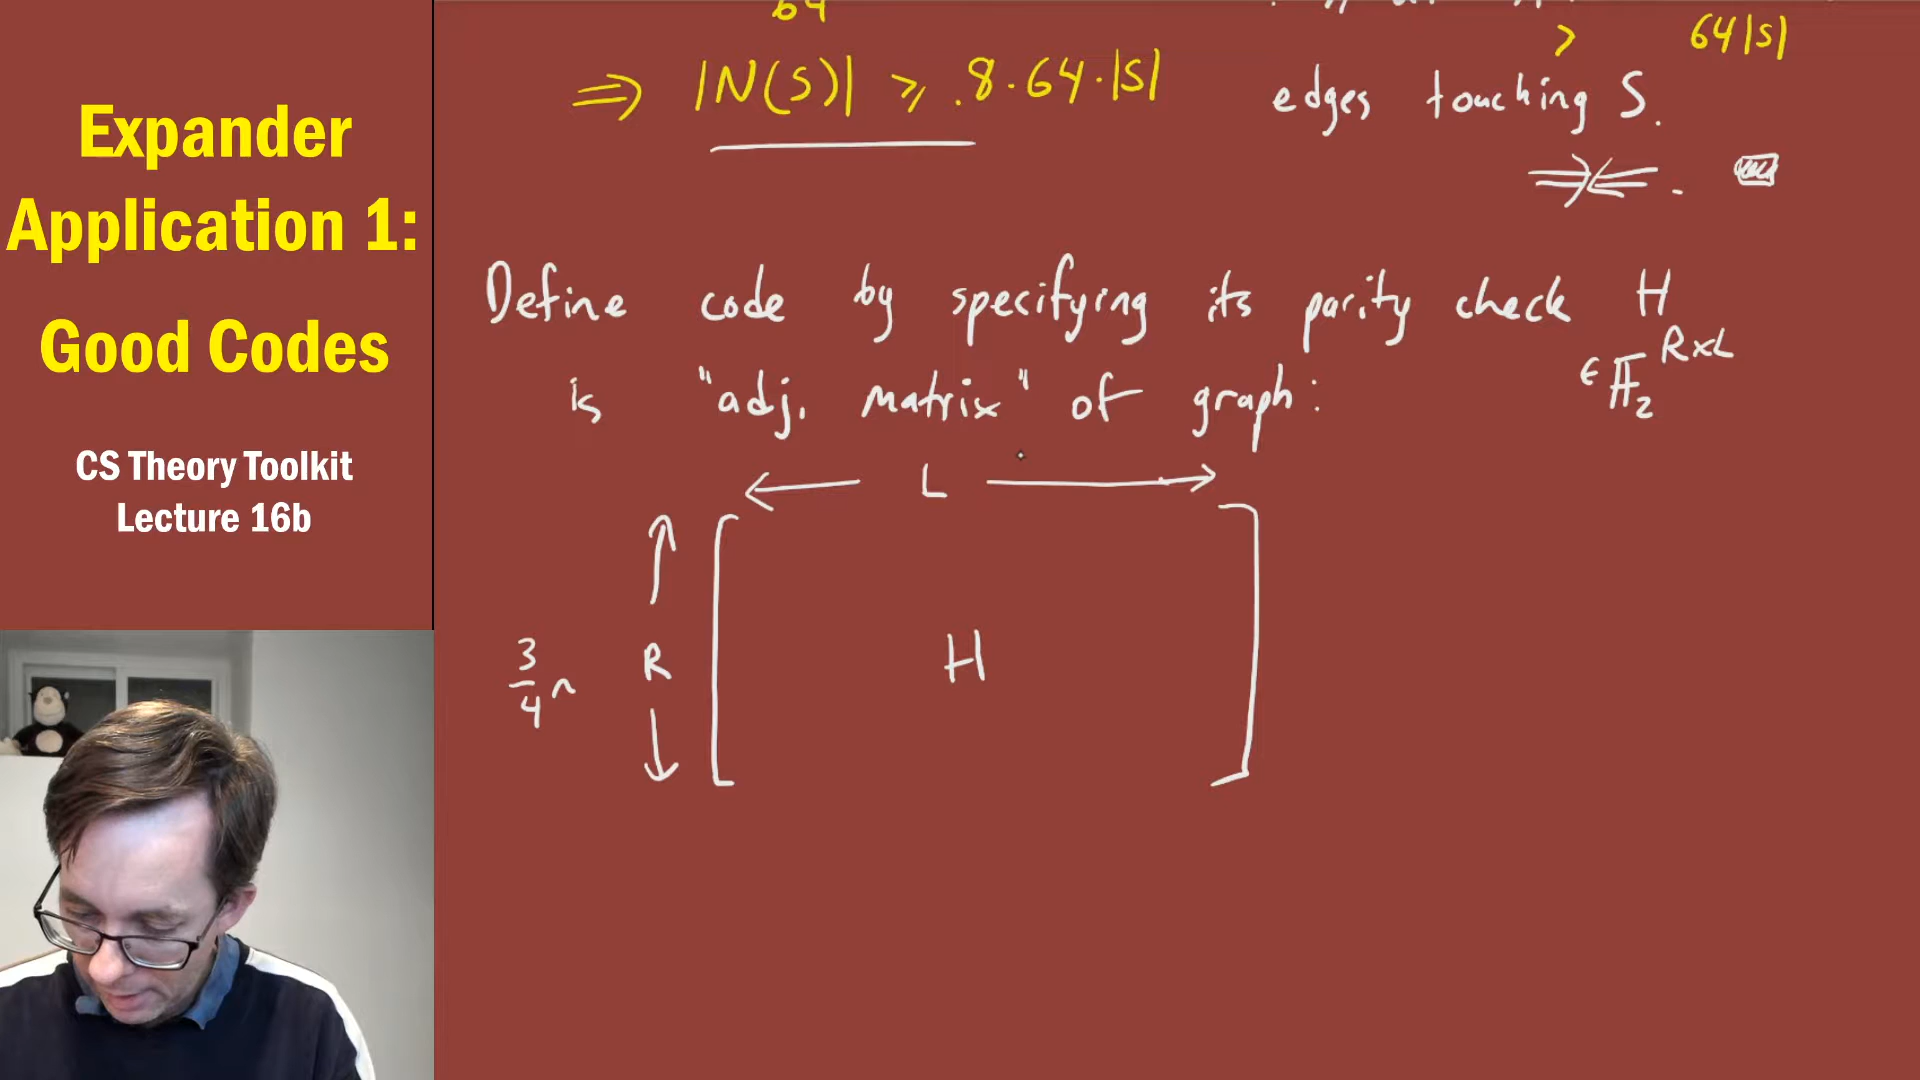 Expander
Application 1:
Good Codes
CS Theory Toolkit
Lecture 16b
64
> 64|S|
⇒ |N(S)| ≥ .8·64·|S|
edges touching S.
Define code by specifying its parity check H
∈ 𝔽₂^{R×L}
is "adj. matrix" of graph:
L
3/4 n R H